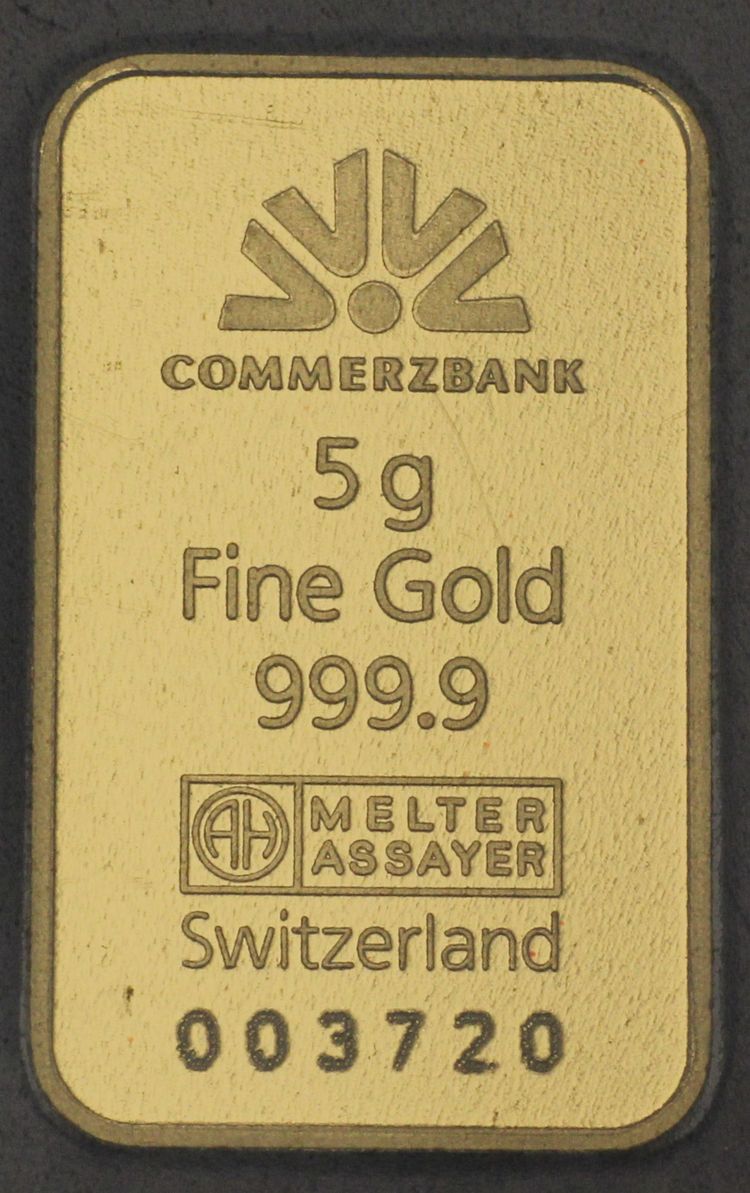 COMMERZBANK
5 g
Fine Gold
999.9
AH MELTER
ASSAYER
Switzerland
003720